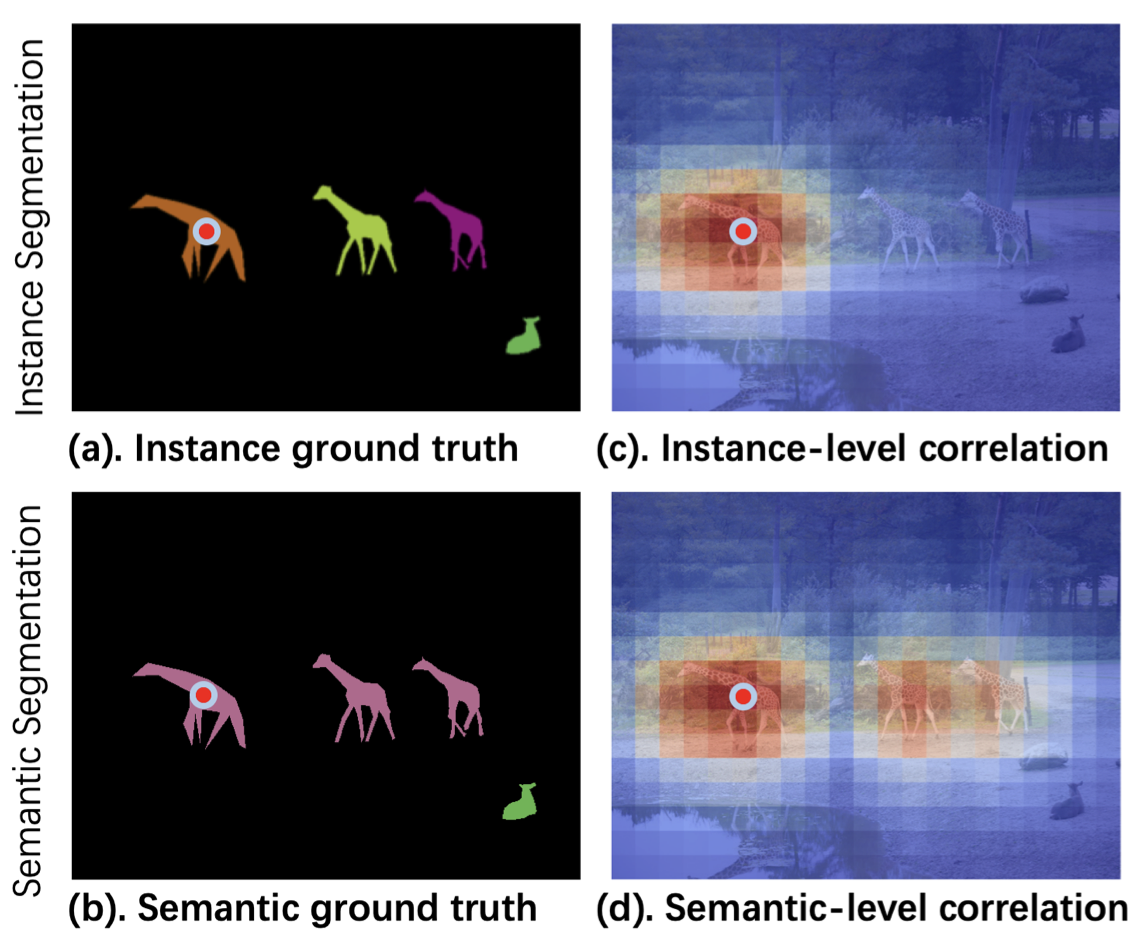 Instance Segmentation
(a). Instance ground truth
(c). Instance-level correlation
Semantic Segmentation
(b). Semantic ground truth
(d). Semantic-level correlation